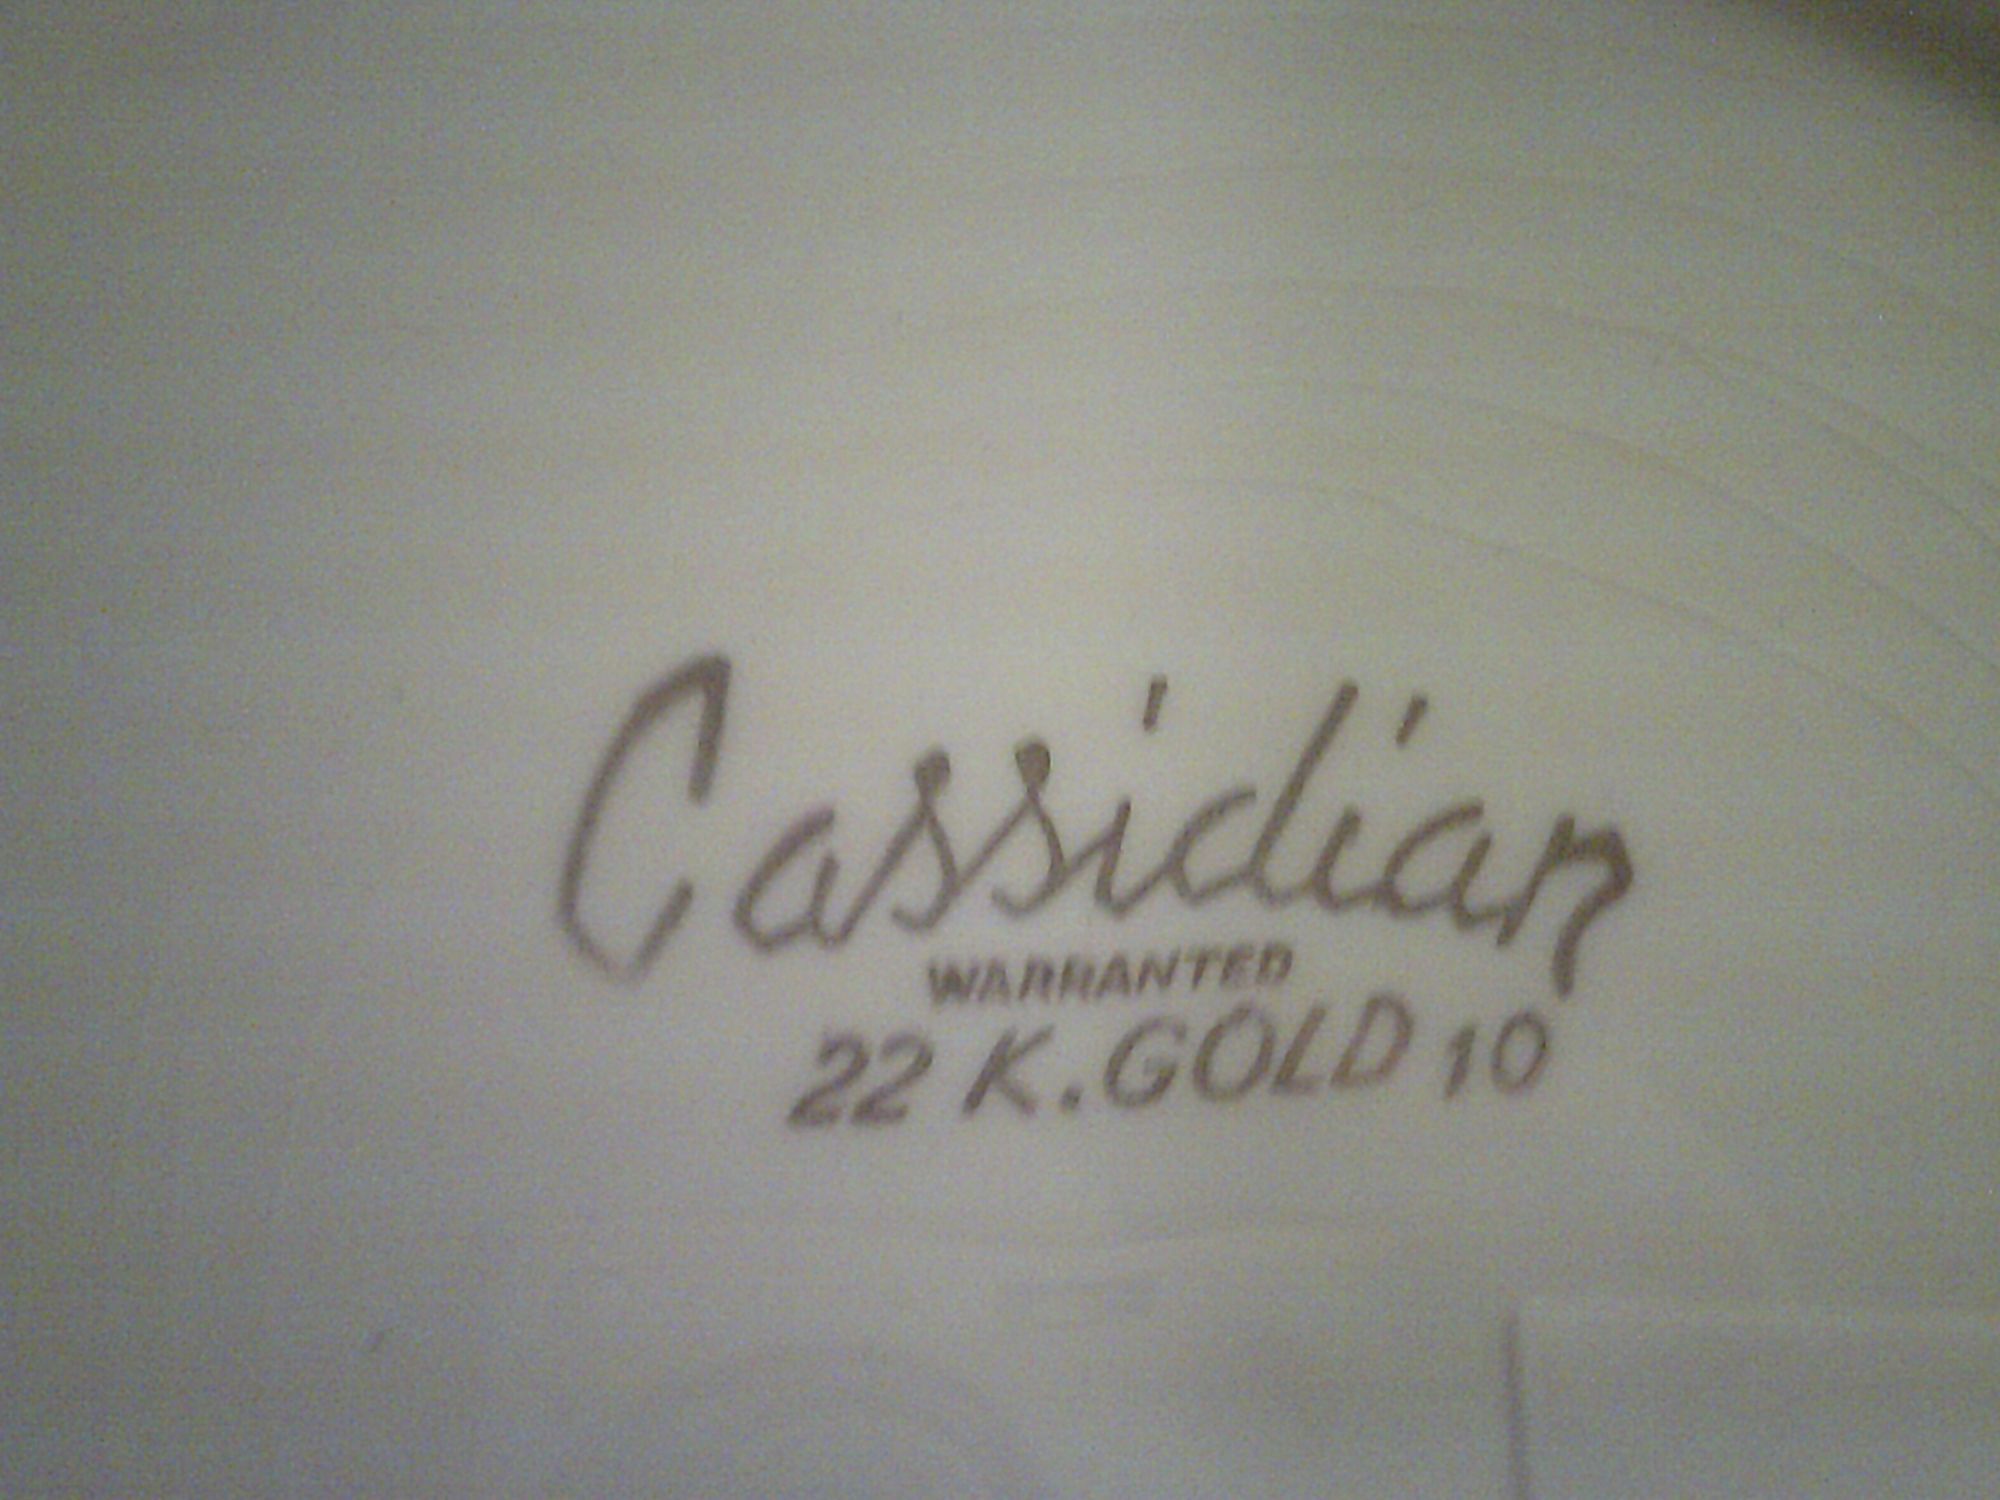 Cassidian
WARRANTED
22 K. GOLD 10